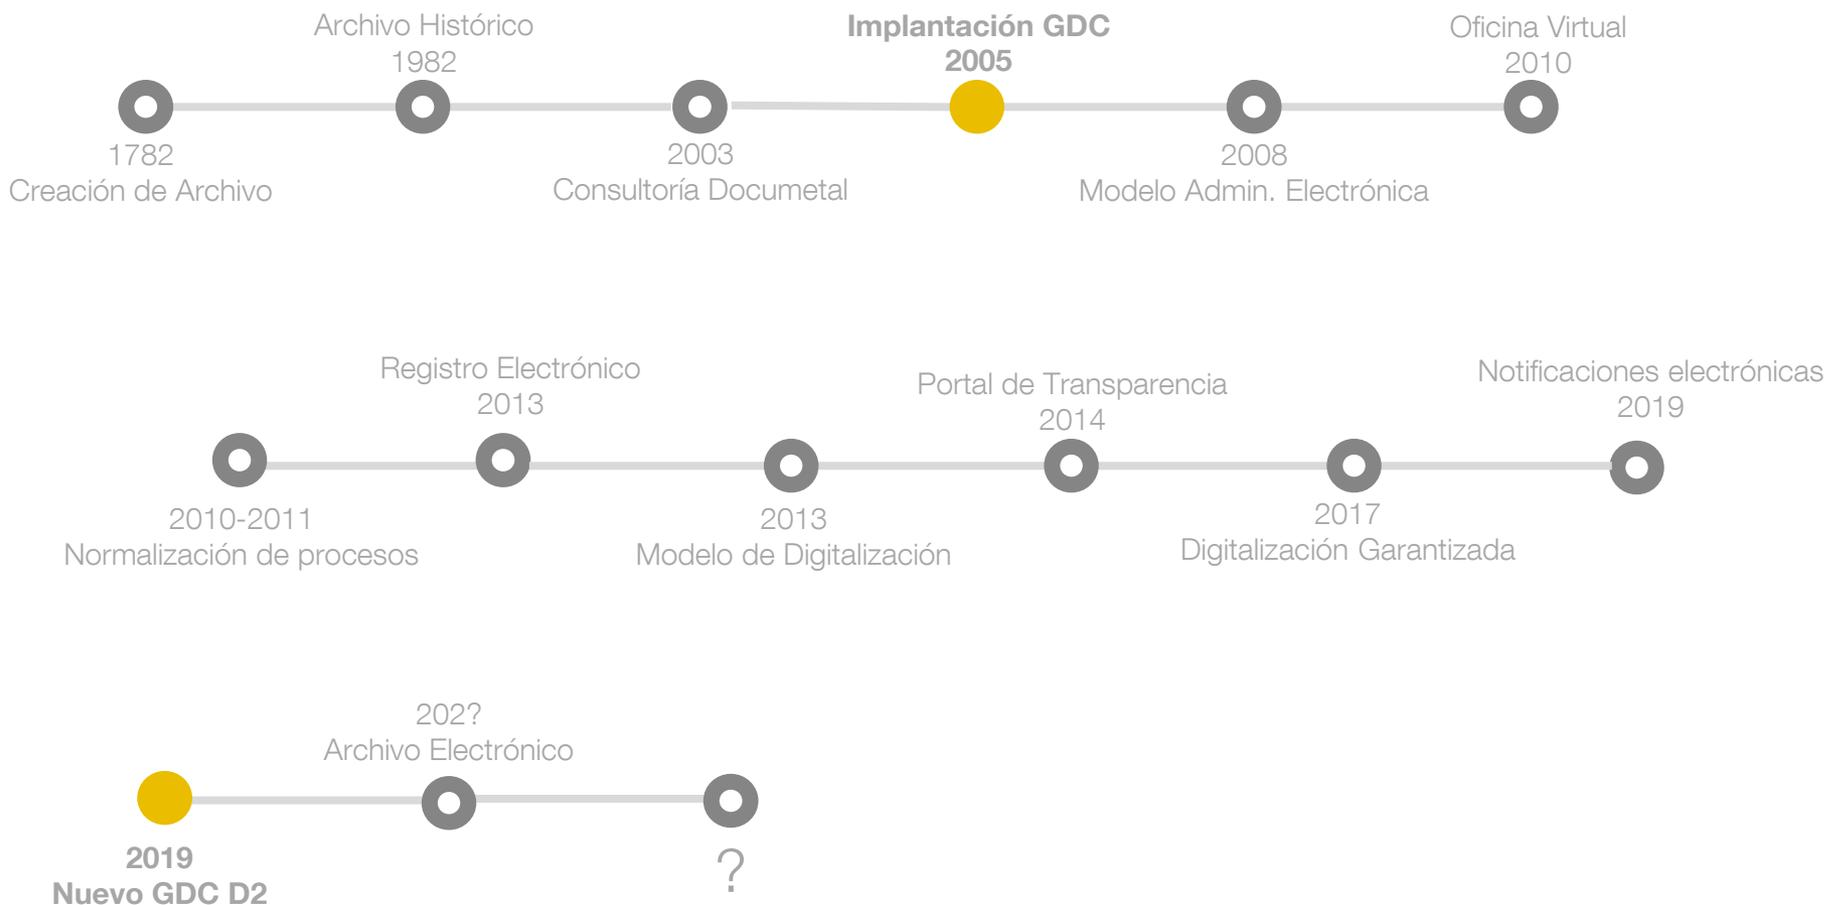 1782
Creación de Archivo
Archivo Histórico
1982
2003
Consultoría Documetal
Implantación GDC
2005
2008
Modelo Admin. Electrónica
Oficina Virtual
2010
2010-2011
Normalización de procesos
Registro Electrónico
2013
2013
Modelo de Digitalización
Portal de Transparencia
2014
2017
Digitalización Garantizada
Notificaciones electrónicas
2019
2019
Nuevo GDC D2
202?
Archivo Electrónico
?